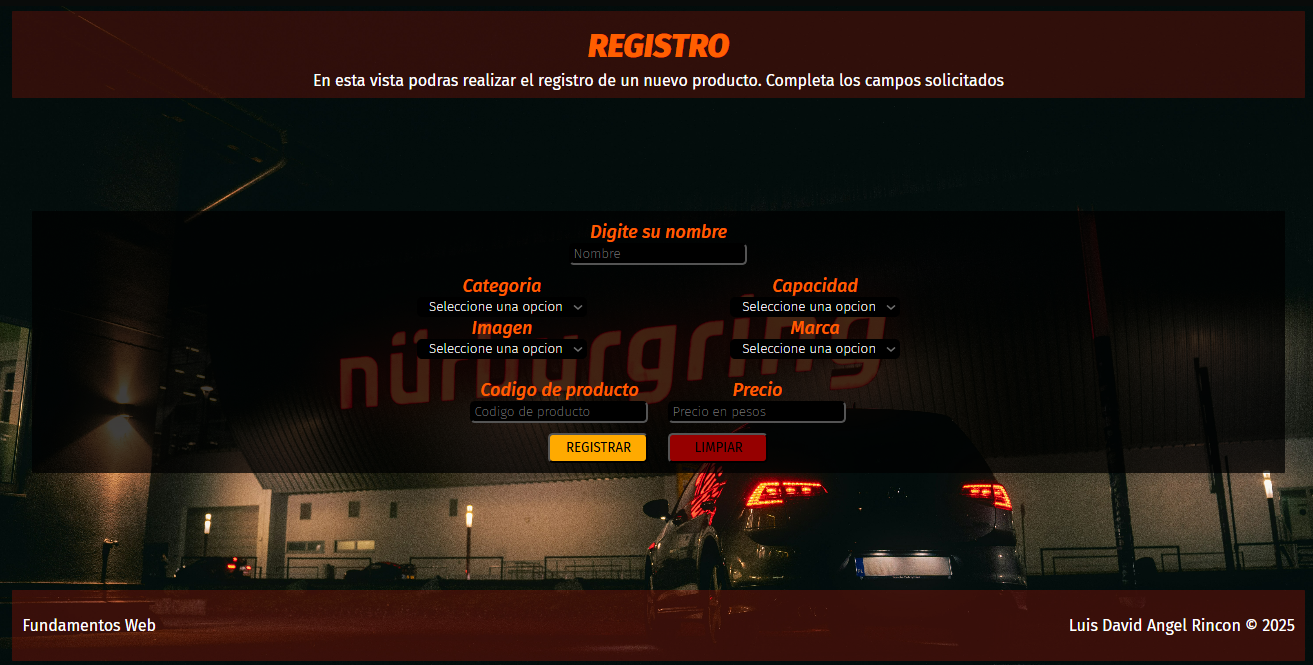 REGISTRO
En esta vista podras realizar el registro de un nuevo producto. Completa los campos solicitados
Digite su nombre
Nombre
Categoria Capacidad
Seleccione una opcion Seleccione una opcion
Imagen Marca
Seleccione una opcion Seleccione una opcion
nürburgring
Codigo de producto Precio
Codigo de producto Precio en pesos
REGISTRAR LIMPIAR
Fundamentos Web Luis David Angel Rincon © 2025